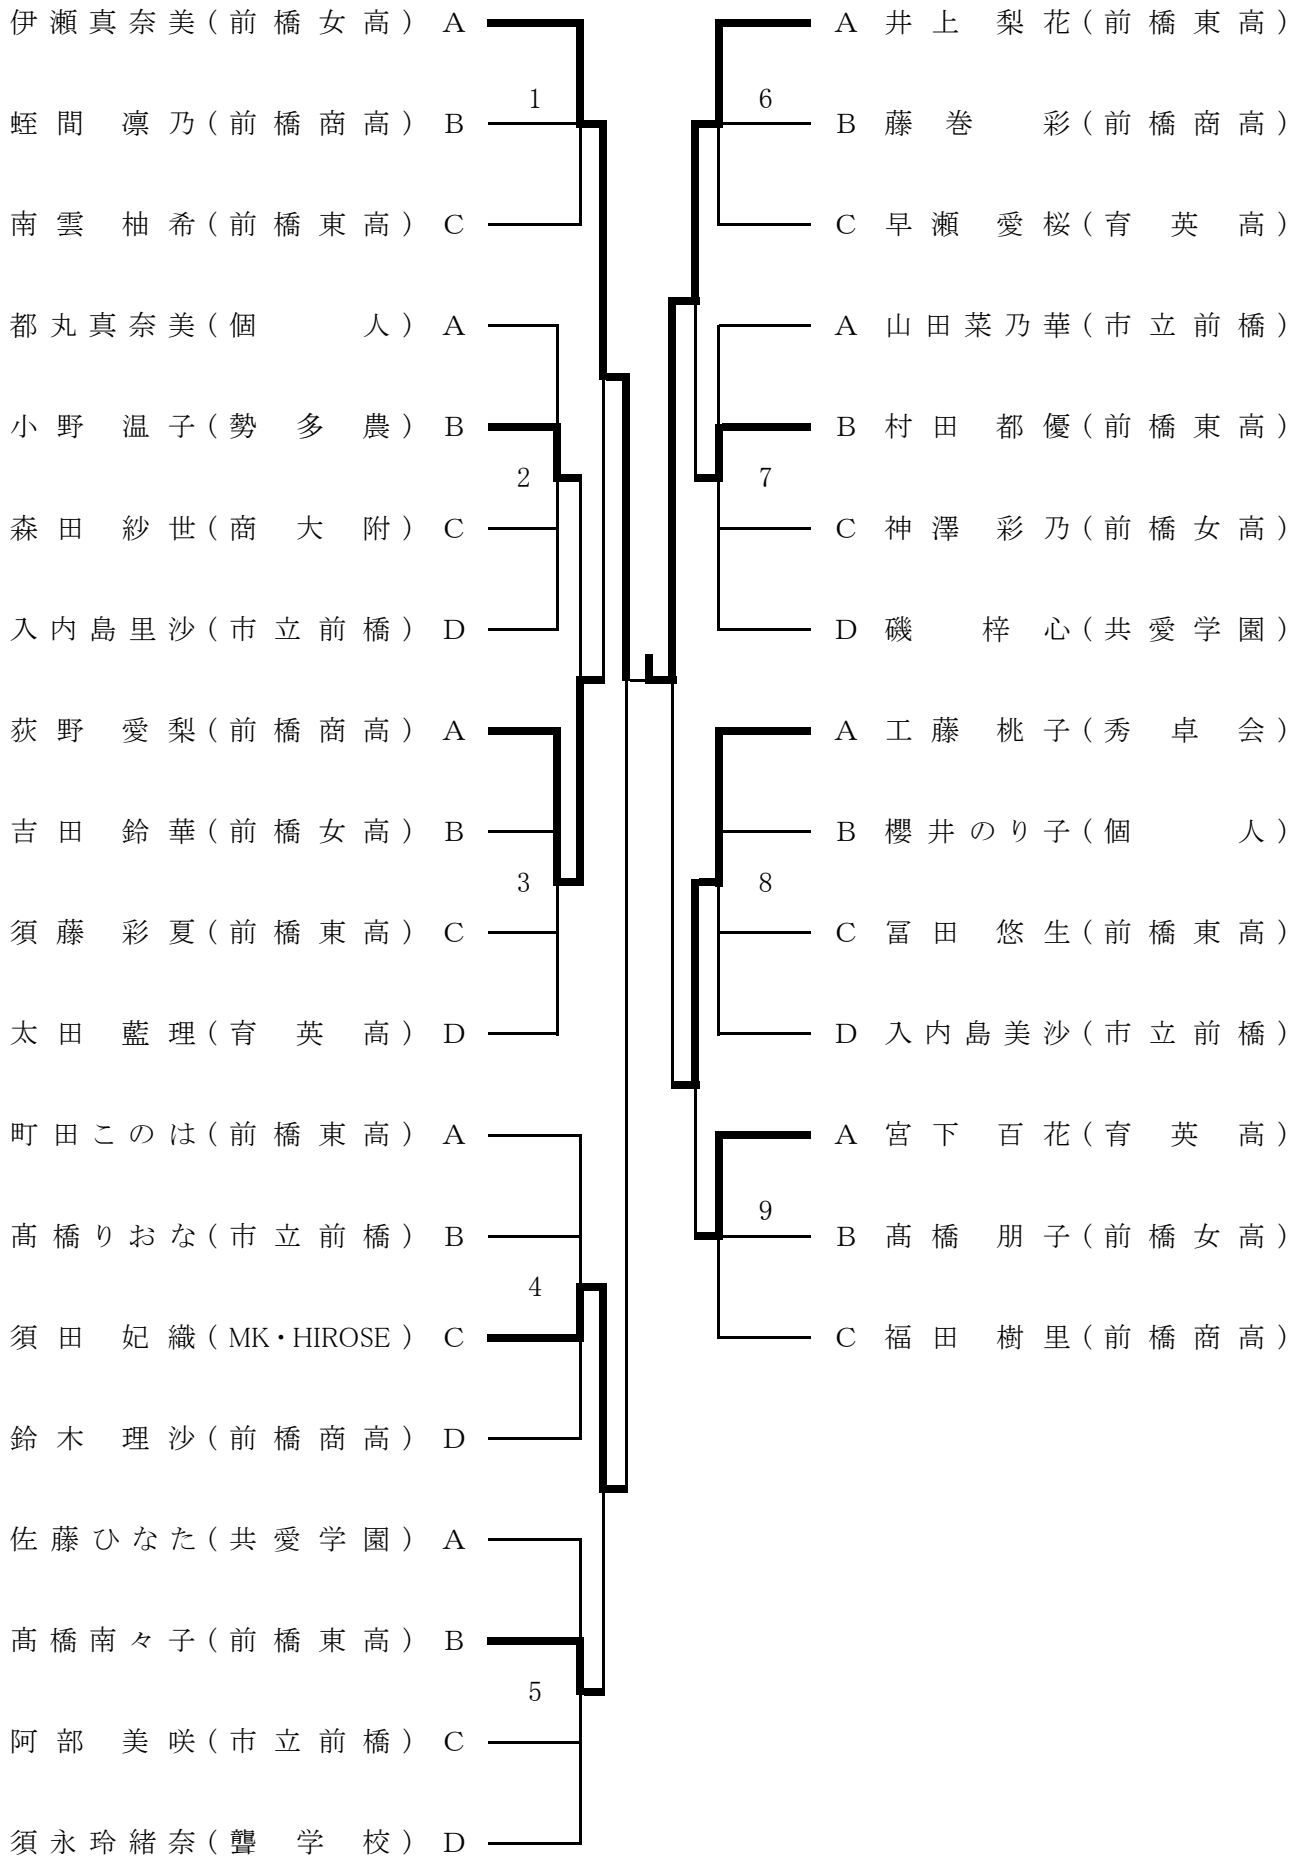 伊瀬真奈美(前橋女高) A
1
蛭間 凛乃(前橋商高) B
南雲 柚希(前橋東高) C
都丸真奈美(個 人) A
小野 温子(勢多農) B
2
森田 紗世(商大附) C
入内島里沙(市立前橋) D
荻野 愛梨(前橋商高) A
吉田 鈴華(前橋女高) B
3
須藤 彩夏(前橋東高) C
太田 藍理(育英高) D
町田このは(前橋東高) A
髙橋りおな(市立前橋) B
4
須田 妃織(MK・HIROSE) C
鈴木 理沙(前橋商高) D
佐藤ひなた(共愛学園) A
髙橋南々子(前橋東高) B
5
阿部 美咲(市立前橋) C
須永玲緒奈(聾学校) D
A 井上 梨花(前橋東高)
6
B 藤巻 彩(前橋商高)
C 早瀬 愛桜(育英高)
A 山田菜乃華(市立前橋)
B 村田 都優(前橋東高)
7
C 神澤 彩乃(前橋女高)
D 磯 梓心(共愛学園)
A 工藤 桃子(秀卓会)
B 櫻井のり子(個 人)
8
C 冨田 悠生(前橋東高)
D 入内島美沙(市立前橋)
A 宮下 百花(育英高)
9
B 髙橋 朋子(前橋女高)
C 福田 樹里(前橋商高)